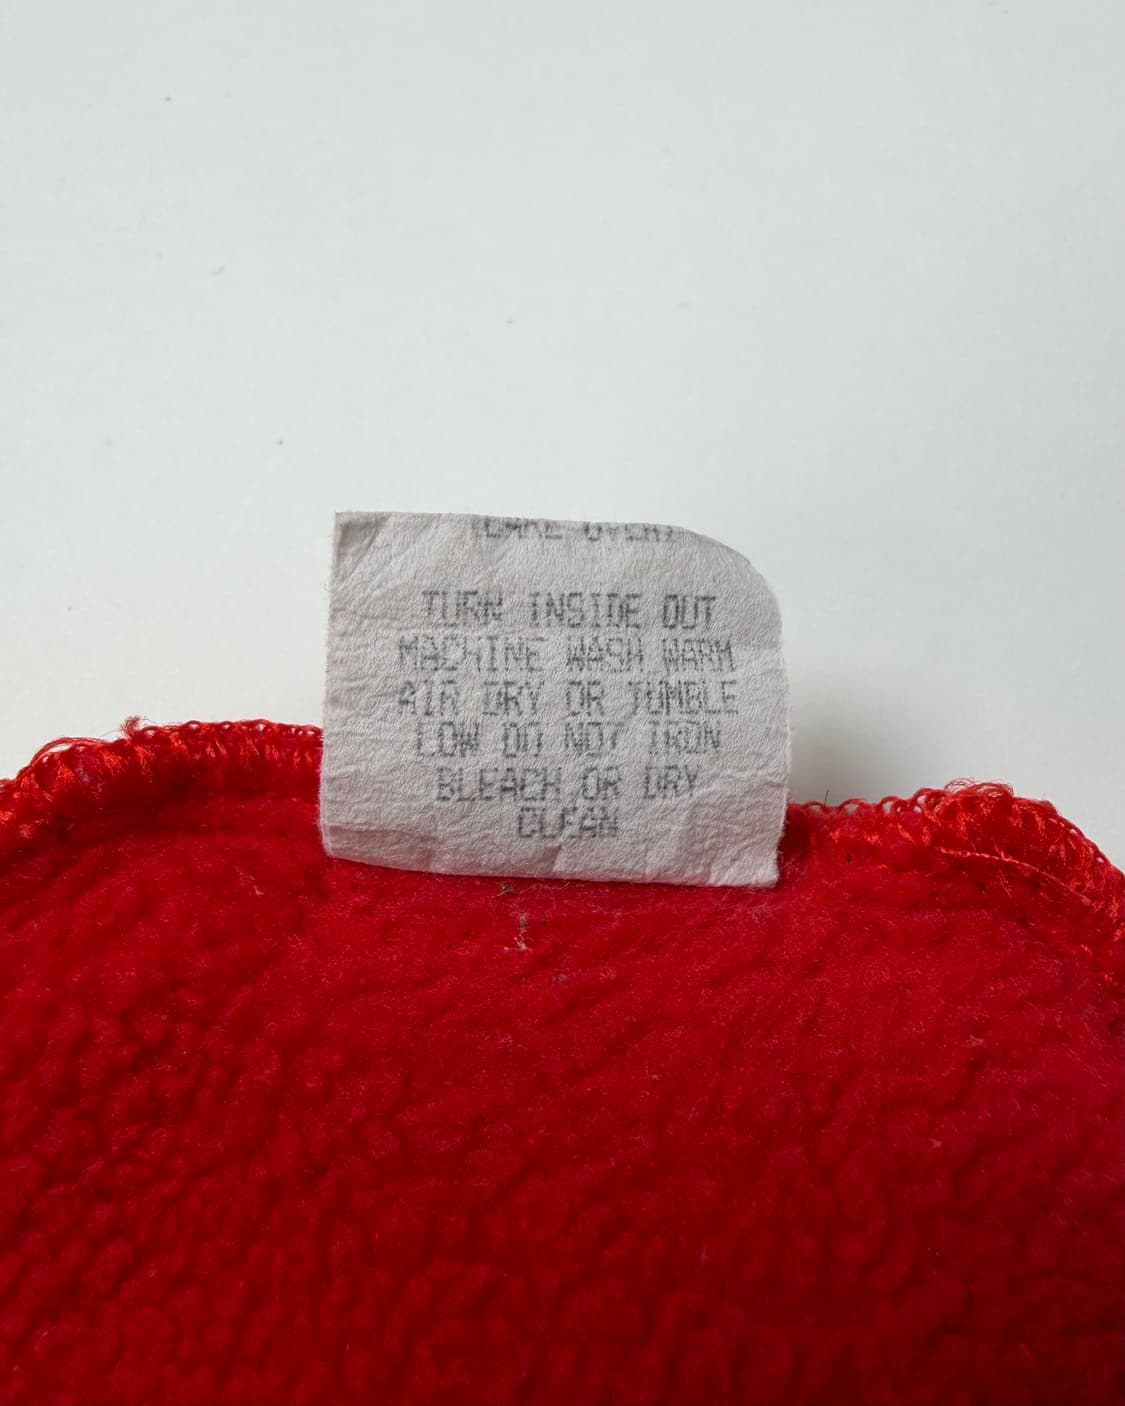 TURN INSIDE OUT
MACHINE WASH WARM
AIR DRY OR TUMBLE
LOW DO NOT IRON
BLEACH OR DRY
CLEAN